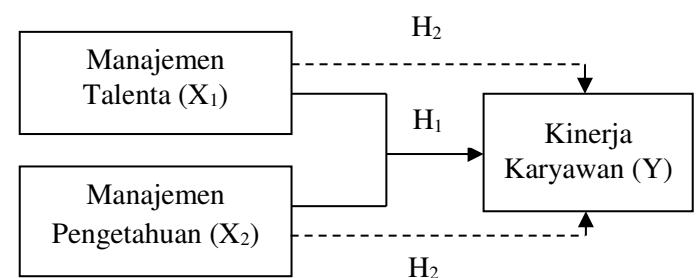 H₂
Manajemen
Talenta (X₁)
H₁
Kinerja
Karyawan (Y)
Manajemen
Pengetahuan (X₂)
H₂